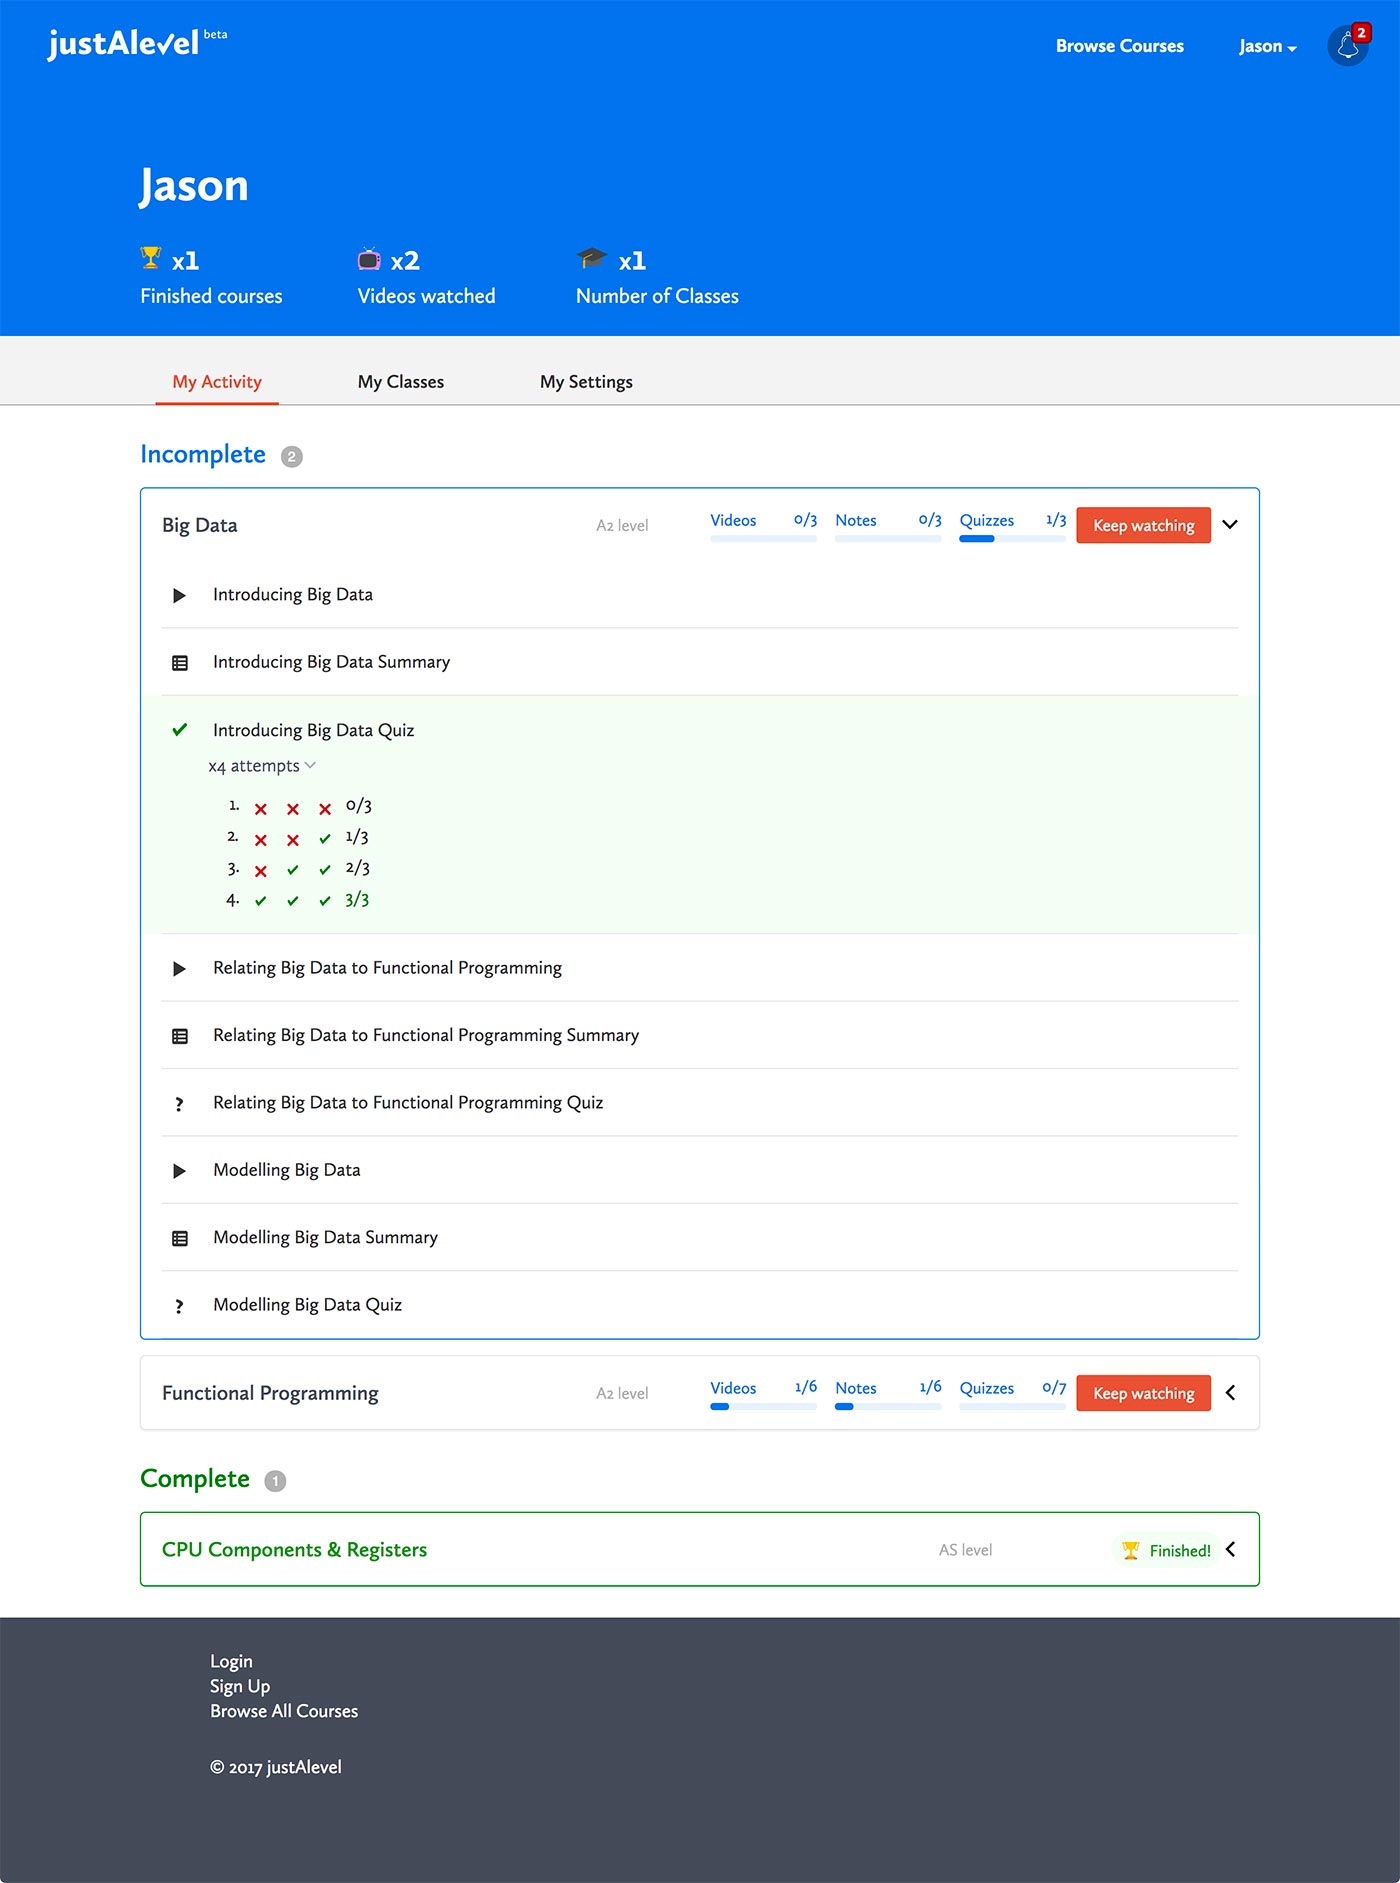 justAlevel beta
Browse Courses
Jason
2
Jason
x1
Finished courses
x2
Videos watched
x1
Number of Classes
My Activity
My Classes
My Settings
Incomplete 2
Big Data
A2 level
Videos 0/3
Notes 0/3
Quizzes 1/3
Keep watching
Introducing Big Data
Introducing Big Data Summary
Introducing Big Data Quiz
x4 attempts
1. 0/3
2. 1/3
3. 2/3
4. 3/3
Relating Big Data to Functional Programming
Relating Big Data to Functional Programming Summary
? Relating Big Data to Functional Programming Quiz
Modelling Big Data
Modelling Big Data Summary
? Modelling Big Data Quiz
Functional Programming
A2 level
Videos 1/6
Notes 1/6
Quizzes 0/7
Keep watching
Complete 1
CPU Components & Registers
AS level
Finished!
Login
Sign Up
Browse All Courses
© 2017 justAlevel